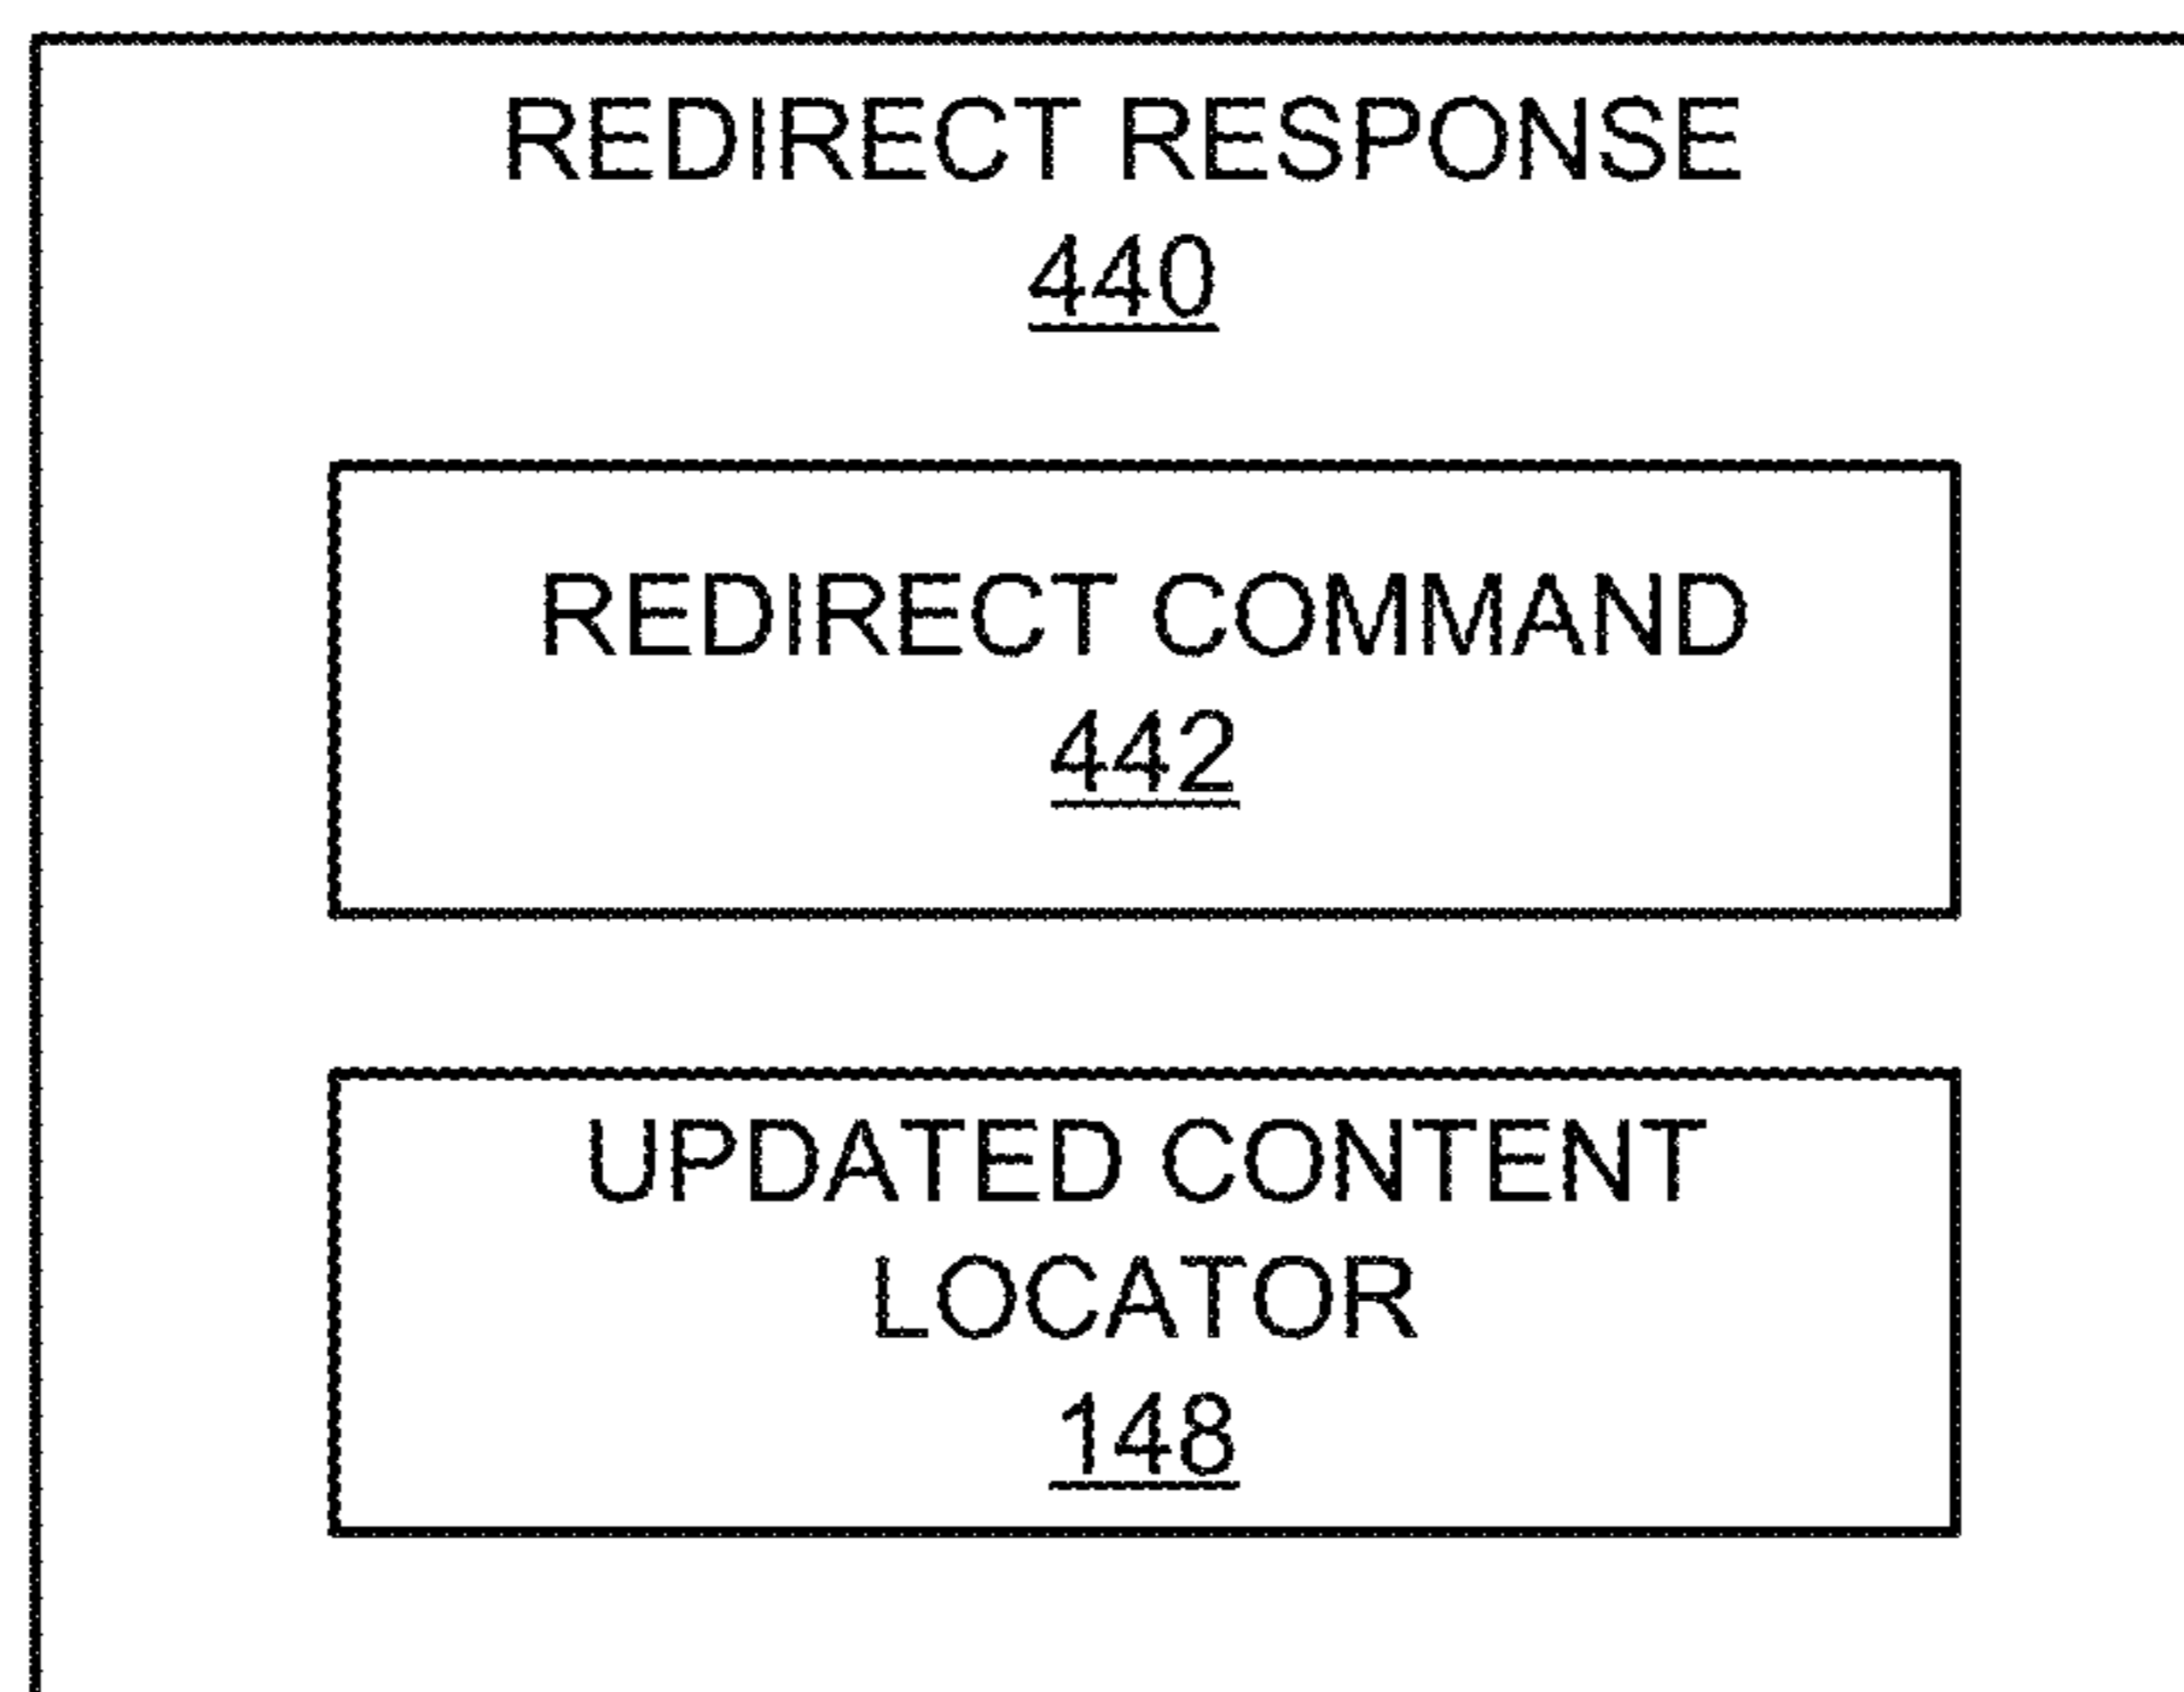 REDIRECT RESPONSE
440
REDIRECT COMMAND
442
UPDATED CONTENT
LOCATOR
148